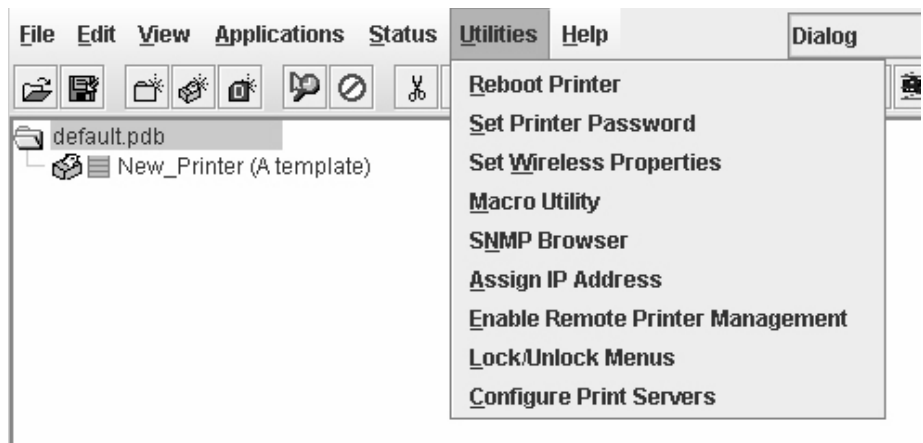 File Edit View Applications Status Utilities Help Dialog
default.pdb
New_Printer (A template)
Reboot Printer
Set Printer Password
Set Wireless Properties
Macro Utility
SNMP Browser
Assign IP Address
Enable Remote Printer Management
Lock/Unlock Menus
Configure Print Servers